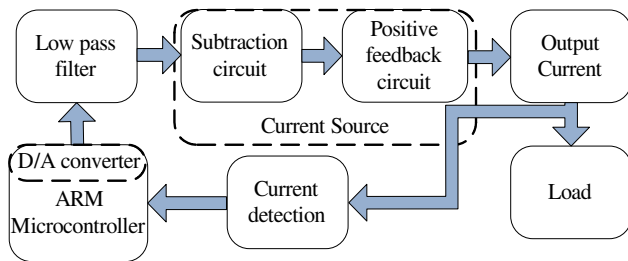 Low pass
filter
Subtraction
circuit
Positive
feedback
circuit
Output
Current
Current Source
D/A converter
ARM
Microcontroller
Current
detection
Load